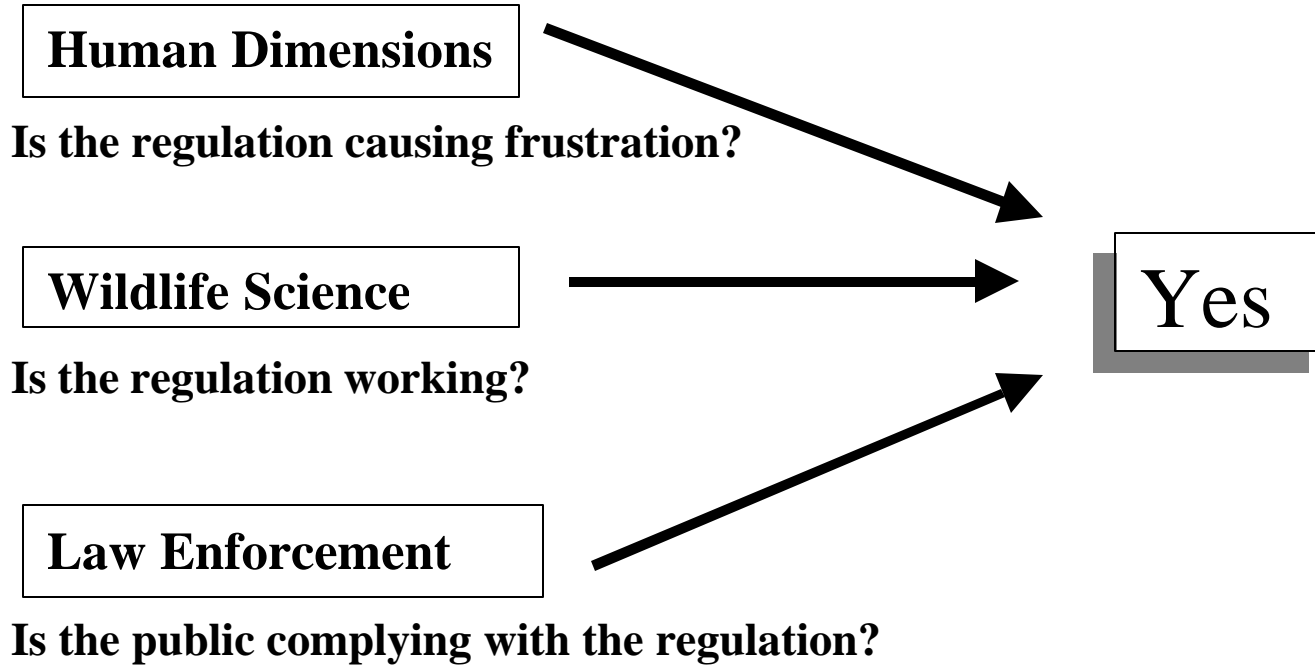 Human Dimensions
Is the regulation causing frustration?
Wildlife Science
Yes
Is the regulation working?
Law Enforcement
Is the public complying with the regulation?